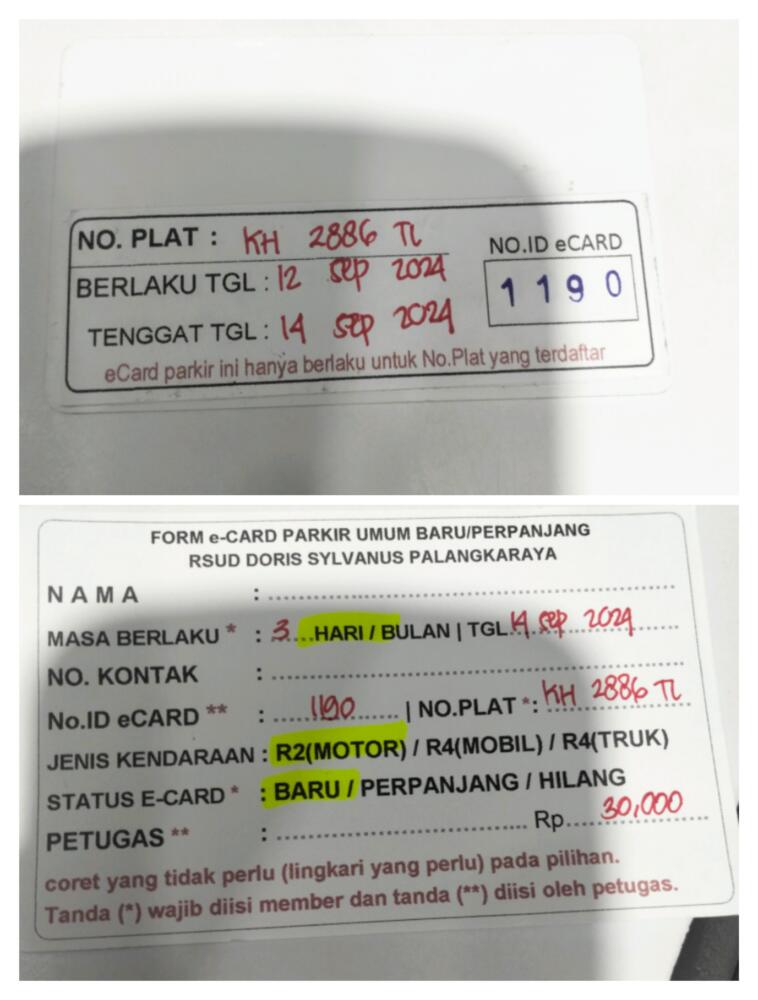 NO. PLAT : KH 2886 TL
NO.ID eCARD
BERLAKU TGL : 12 Sep 2024
1190
TENGGAT TGL : 14 Sep 2024
eCard parkir ini hanya berlaku untuk No.Plat yang terdaftar
FORM e-CARD PARKIR UMUM BARU/PERPANJANG
RSUD DORIS SYLVANUS PALANGKARAYA
NAMA : ..........
MASA BERLAKU * : 3...HARI / BULAN | TGL.14 Sep 2024
NO. KONTAK : ..........
No.ID eCARD ** : ...1190... | NO.PLAT *: KH 2886 TL
JENIS KENDARAAN : R2(MOTOR) / R4(MOBIL) / R4(TRUK)
STATUS E-CARD * : BARU / PERPANJANG / HILANG
PETUGAS ** : .......... Rp...30,000
coret yang tidak perlu (lingkari yang perlu) pada pilihan.
Tanda (*) wajib diisi member dan tanda (**) diisi oleh petugas.